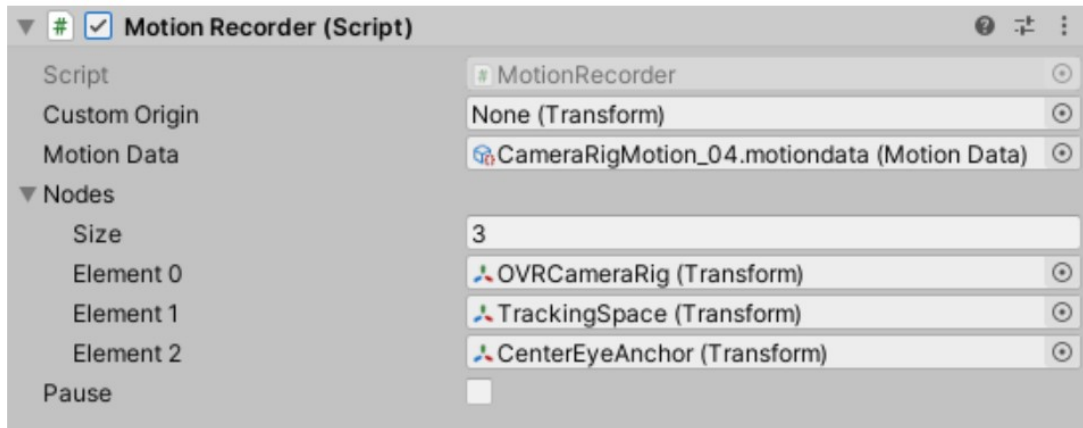 # Motion Recorder (Script)
Script # MotionRecorder
Custom Origin None (Transform)
Motion Data CameraRigMotion_04.motiondata (Motion Data)
Nodes
Size 3
Element 0 OVRCameraRig (Transform)
Element 1 TrackingSpace (Transform)
Element 2 CenterEyeAnchor (Transform)
Pause